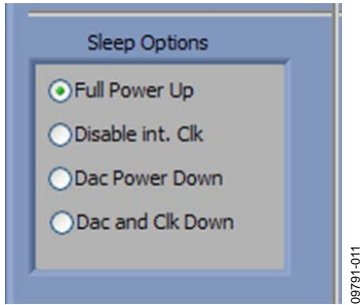 Sleep Options
Full Power Up
Disable int. Clk
Dac Power Down
Dac and Clk Down
09791-011